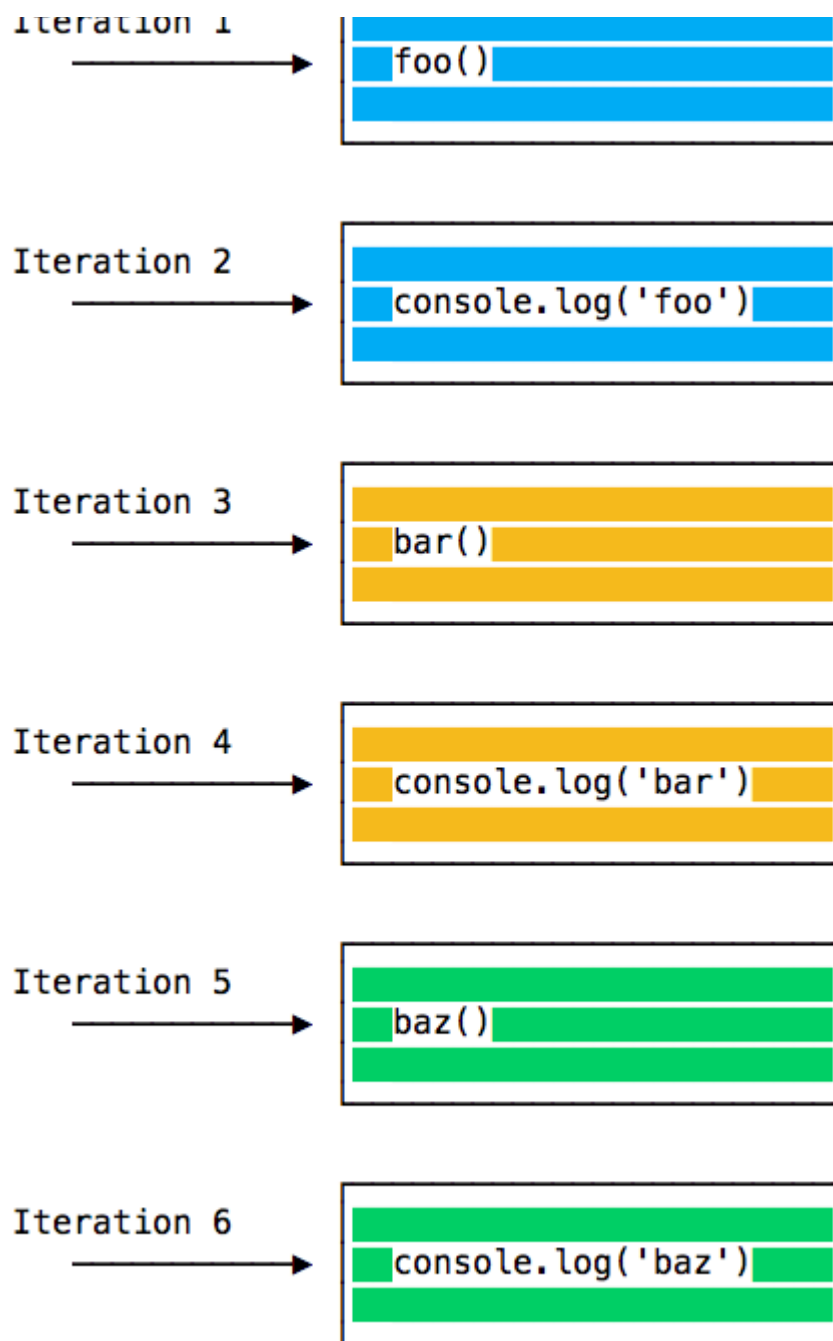 Iteration 1
foo()
Iteration 2
console.log('foo')
Iteration 3
bar()
Iteration 4
console.log('bar')
Iteration 5
baz()
Iteration 6
console.log('baz')